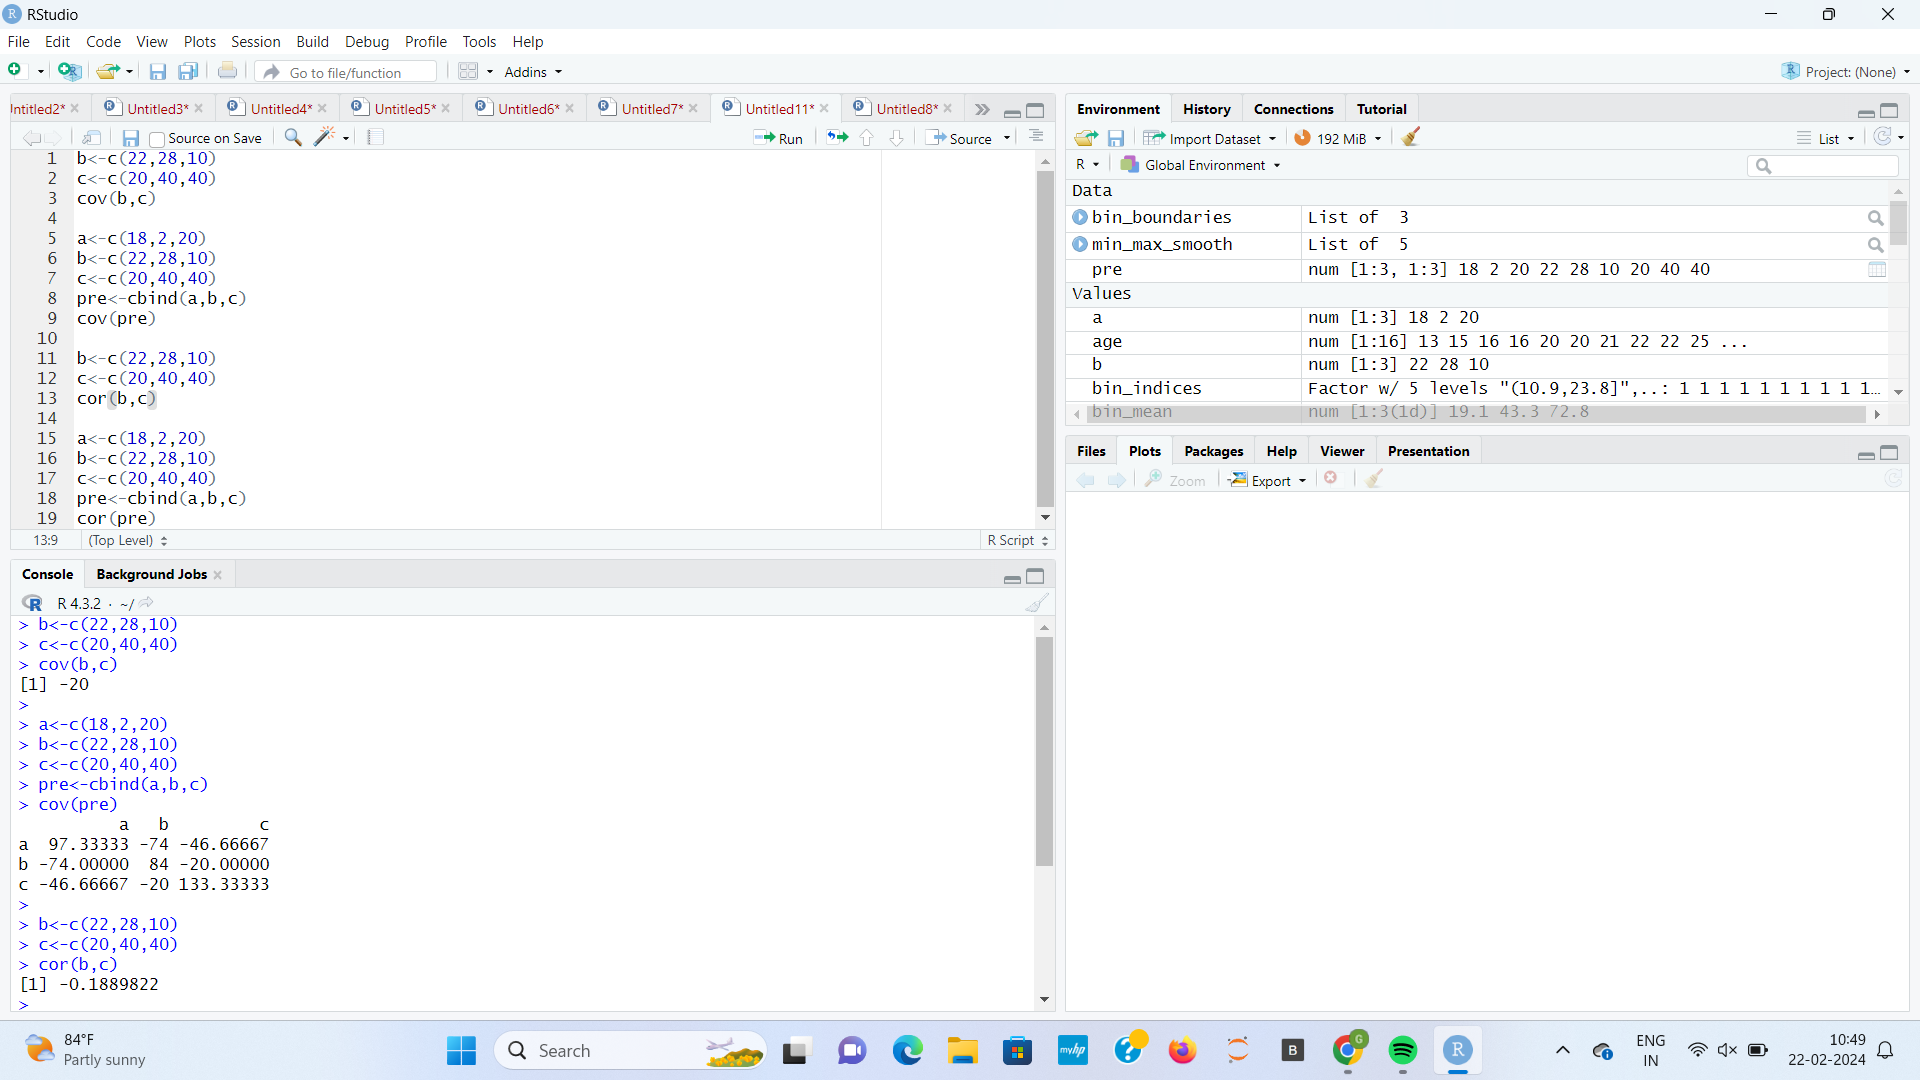 RStudio
File Edit Code View Plots Session Build Debug Profile Tools Help
Go to file/function Addins Project: (None)
ntitled2* Untitled3* Untitled4* Untitled5* Untitled6* Untitled7* Untitled11* Untitled8*
Source on Save Run Source
1 b<-c(22,28,10)
2 c<-c(20,40,40)
3 cov(b,c)
4
5 a<-c(18,2,20)
6 b<-c(22,28,10)
7 c<-c(20,40,40)
8 pre<-cbind(a,b,c)
9 cov(pre)
10
11 b<-c(22,28,10)
12 c<-c(20,40,40)
13 cor(b,c)
14
15 a<-c(18,2,20)
16 b<-c(22,28,10)
17 c<-c(20,40,40)
18 pre<-cbind(a,b,c)
19 cor(pre)
13:9 (Top Level) R Script
Console Background Jobs
R 4.3.2 · ~/
> b<-c(22,28,10)
> c<-c(20,40,40)
> cov(b,c)
[1] -20
>
> a<-c(18,2,20)
> b<-c(22,28,10)
> c<-c(20,40,40)
> pre<-cbind(a,b,c)
> cov(pre)
a b c
a 97.33333 -74 -46.66667
b -74.00000 84 -20.00000
c -46.66667 -20 133.33333
>
> b<-c(22,28,10)
> c<-c(20,40,40)
> cor(b,c)
[1] -0.1889822
>
Environment History Connections Tutorial
Import Dataset 192 MiB List
R Global Environment
Data
bin_boundaries List of 3
min_max_smooth List of 5
pre num [1:3, 1:3] 18 2 20 22 28 10 20 40 40
Values
a num [1:3] 18 2 20
age num [1:16] 13 15 16 16 20 20 21 22 22 25 ...
b num [1:3] 22 28 10
bin_indices Factor w/ 5 levels "(10.9,23.8]",..: 1 1 1 1 1 1 1 1 1 1…
bin_mean num [1:3(1d)] 19.1 43.3 72.8
Files Plots Packages Help Viewer Presentation
Zoom Export
84°F
Partly sunny
Search
myhp
B
G
R
ENG
IN
10:49
22-02-2024